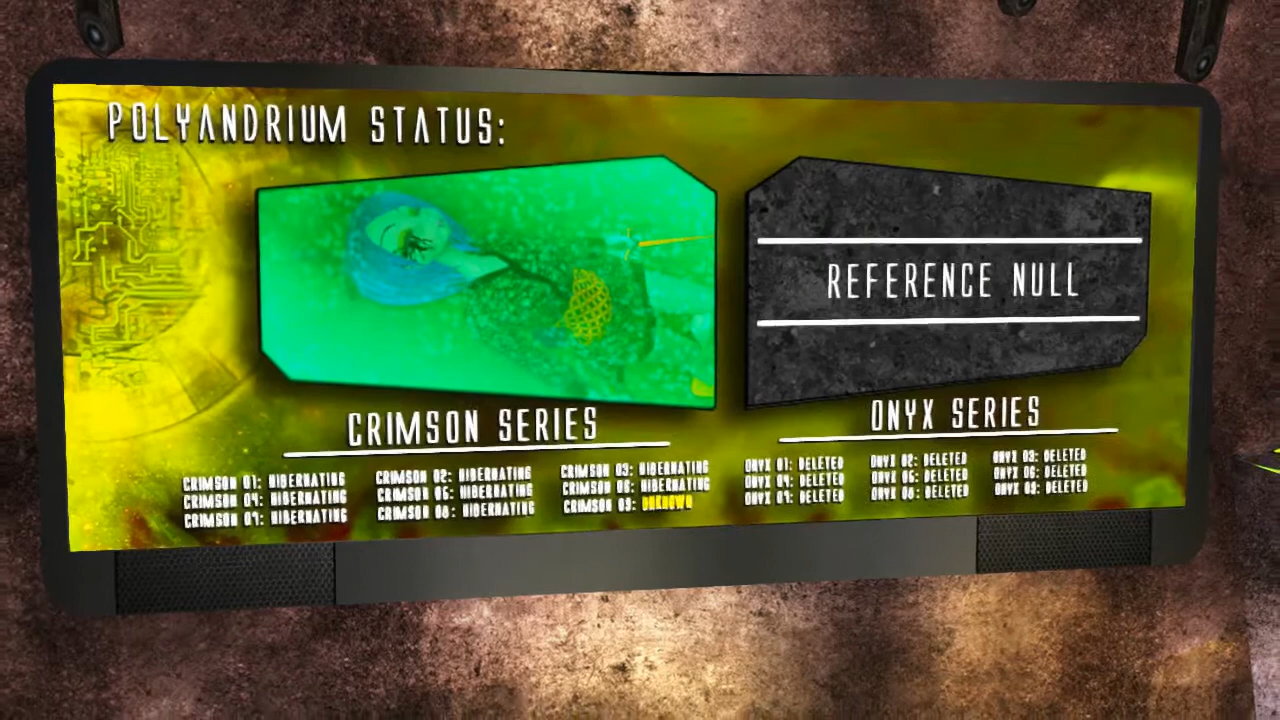 POLYANDRIUM STATUS:
REFERENCE NULL
CRIMSON SERIES
CRIMSON 01: HIBERNATING CRIMSON 02: HIBERNATING CRIMSON 03: HIBERNATING
CRIMSON 04: HIBERNATING CRIMSON 05: HIBERNATING CRIMSON 06: HIBERNATING
CRIMSON 07: HIBERNATING CRIMSON 08: HIBERNATING CRIMSON 09: UNKNOWN
ONYX SERIES
ONYX 01: DELETED ONYX 02: DELETED ONYX 03: DELETED
ONYX 04: DELETED ONYX 05: DELETED ONYX 06: DELETED
ONYX 07: DELETED ONYX 08: DELETED ONYX 09: DELETED